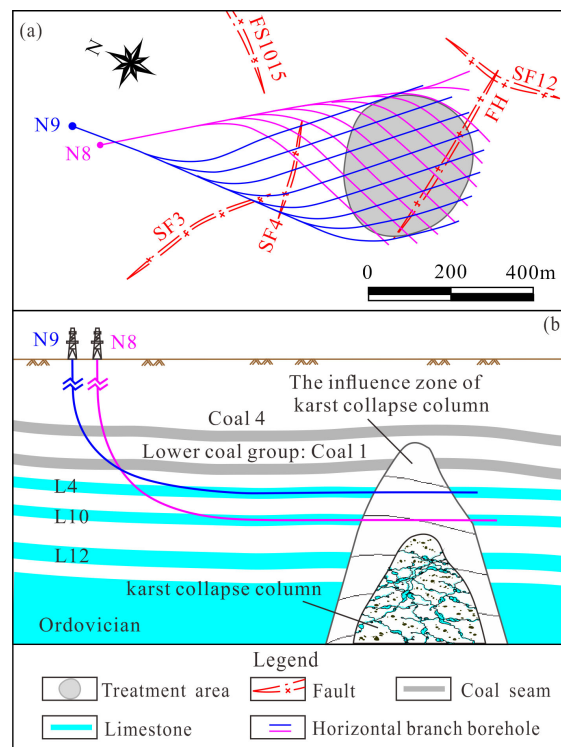 (a)
N
FS1015
SF12
FH
N9
N8
SF3
SF4
0 200 400m
(b)
N9 N8
The influence zone of
karst collapse column
Coal 4
Lower coal group: Coal 1
L4
L10
L12
karst collapse column
Ordovician
Legend
Treatment area
Fault
Coal seam
Limestone
Horizontal branch borehole